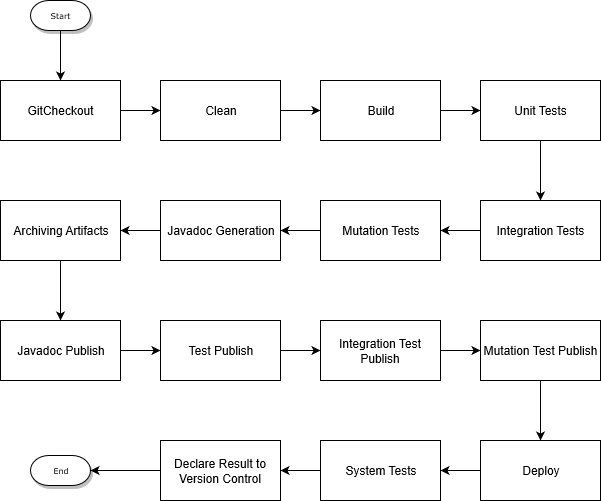 Start
GitCheckout
Clean
Build
Unit Tests
Archiving Artifacts
Javadoc Generation
Mutation Tests
Integration Tests
Javadoc Publish
Test Publish
Integration Test
Publish
Mutation Test Publish
End
Declare Result to
Version Control
System Tests
Deploy